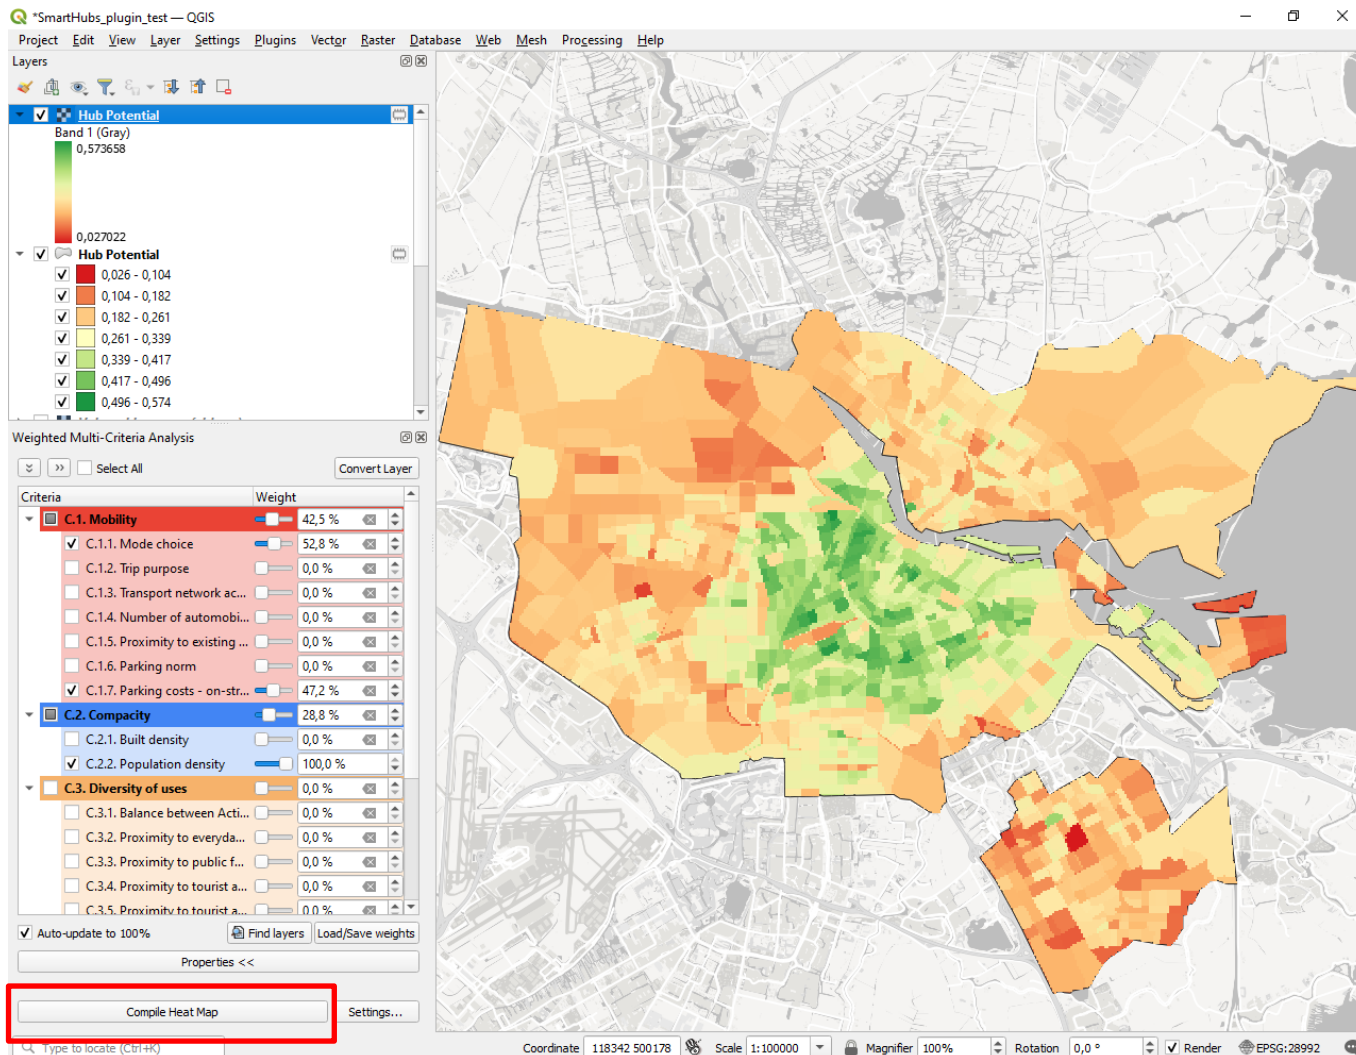 *SmartHubs_plugin_test — QGIS
Project Edit View Layer Settings Plugins Vector Raster Database Web Mesh Processing Help
Layers
Hub Potential
Band 1 (Gray)
0,573658
0,027022
Hub Potential
0,026 - 0,104
0,104 - 0,182
0,182 - 0,261
0,261 - 0,339
0,339 - 0,417
0,417 - 0,496
0,496 - 0,574
Weighted Multi-Criteria Analysis
Select All Convert Layer
Criteria Weight
C.1. Mobility 42,5 %
C.1.1. Mode choice 52,8 %
C.1.2. Trip purpose 0,0 %
C.1.3. Transport network ac... 0,0 %
C.1.4. Number of automobi... 0,0 %
C.1.5. Proximity to existing ... 0,0 %
C.1.6. Parking norm 0,0 %
C.1.7. Parking costs - on-str... 47,2 %
C.2. Compacity 28,8 %
C.2.1. Built density 0,0 %
C.2.2. Population density 100,0 %
C.3. Diversity of uses 0,0 %
C.3.1. Balance between Acti... 0,0 %
C.3.2. Proximity to everyda... 0,0 %
C.3.3. Proximity to public f... 0,0 %
C.3.4. Proximity to tourist a... 0,0 %
C.3.5. Proximity to tourist a... 0,0 %
Auto-update to 100% Find layers Load/Save weights
Properties <<
Compile Heat Map Settings...
Type to locate (Ctrl+K) Coordinate 118342 500178 Scale 1:100000 Magnifier 100% Rotation 0,0 ° Render EPSG:28992